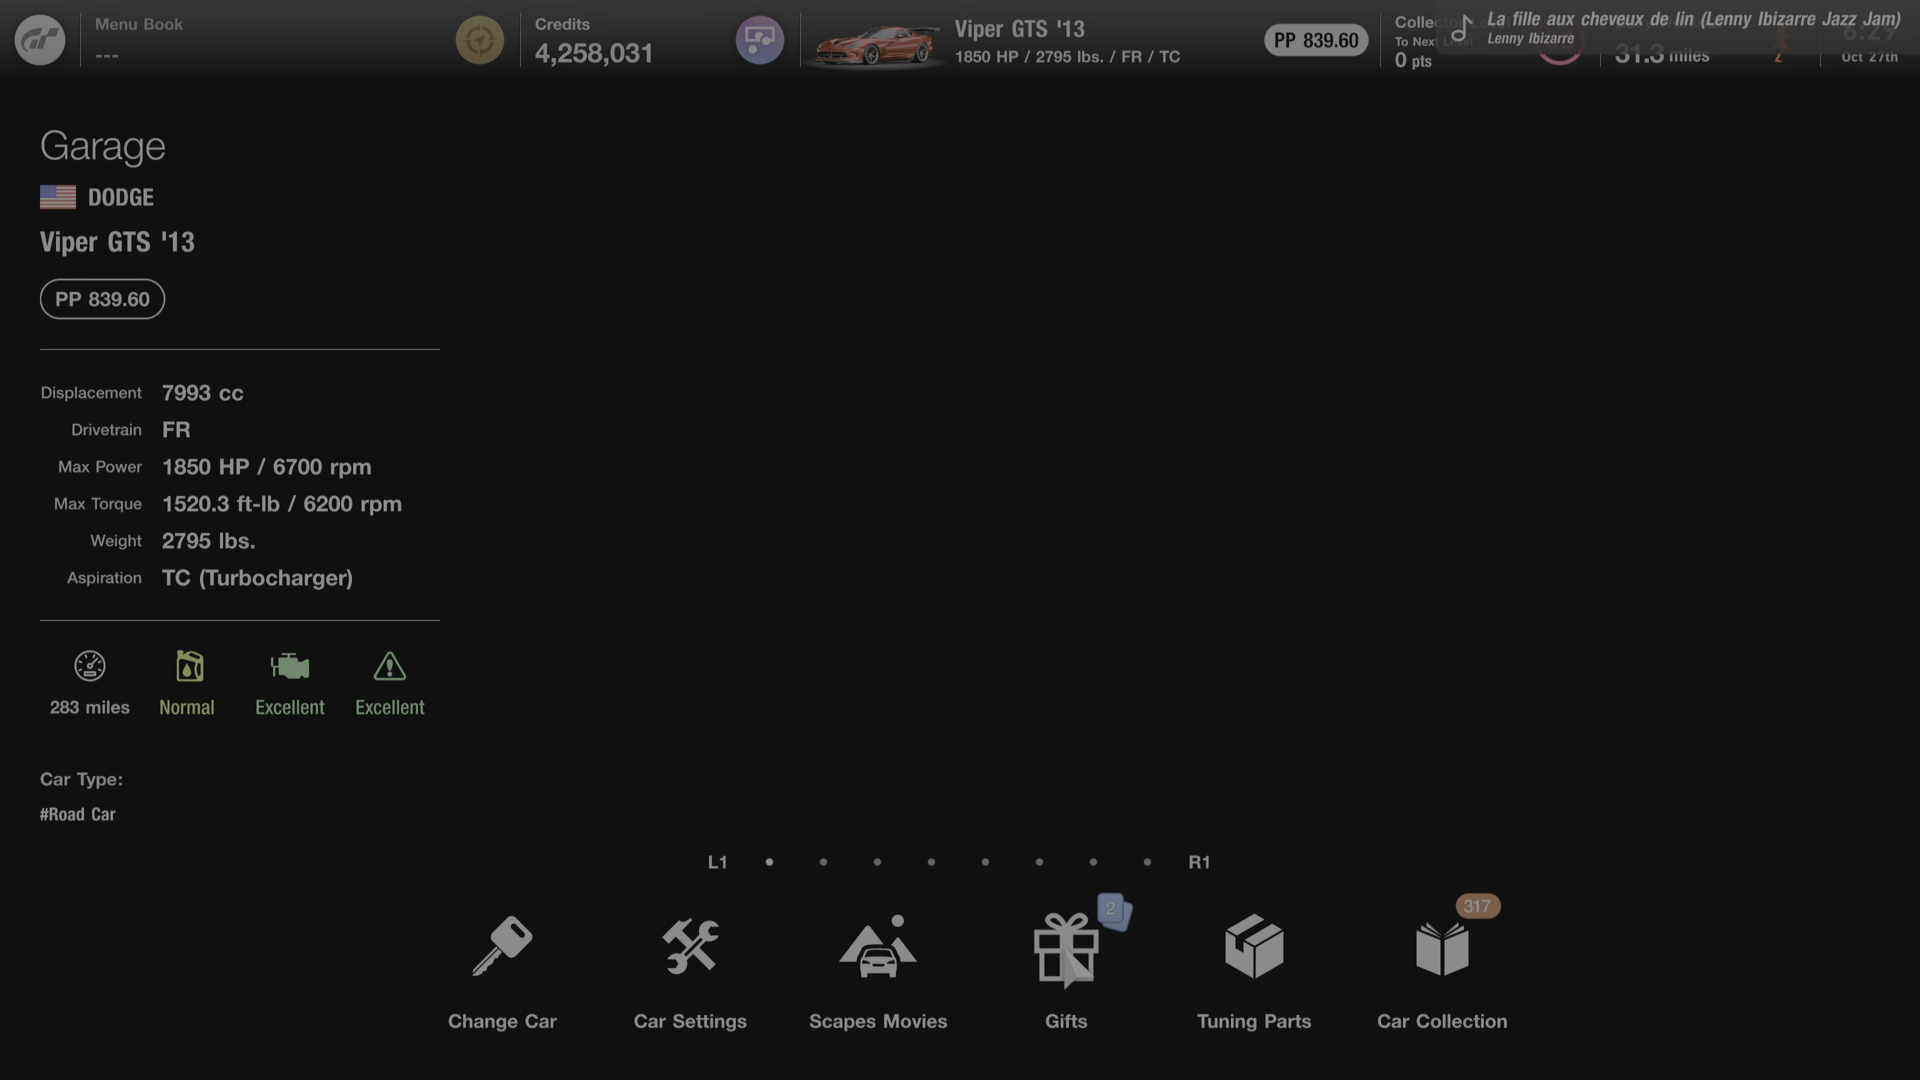 Menu Book
---
Credits
4,258,031
Viper GTS '13
1850 HP / 2795 lbs. / FR / TC
PP 839.60
To Next
0 pts
La fille aux cheveux de lin (Lenny Ibizarre Jazz Jam)
Lenny Ibizarre
31.3 miles
Oct 27th
Garage
DODGE
Viper GTS '13
PP 839.60
Displacement 7993 cc
Drivetrain FR
Max Power 1850 HP / 6700 rpm
Max Torque 1520.3 ft-lb / 6200 rpm
Weight 2795 lbs.
Aspiration TC (Turbocharger)
283 miles
Normal
Excellent
Excellent
Car Type:
#Road Car
L1
R1
2
317
Change Car
Car Settings
Scapes Movies
Gifts
Tuning Parts
Car Collection